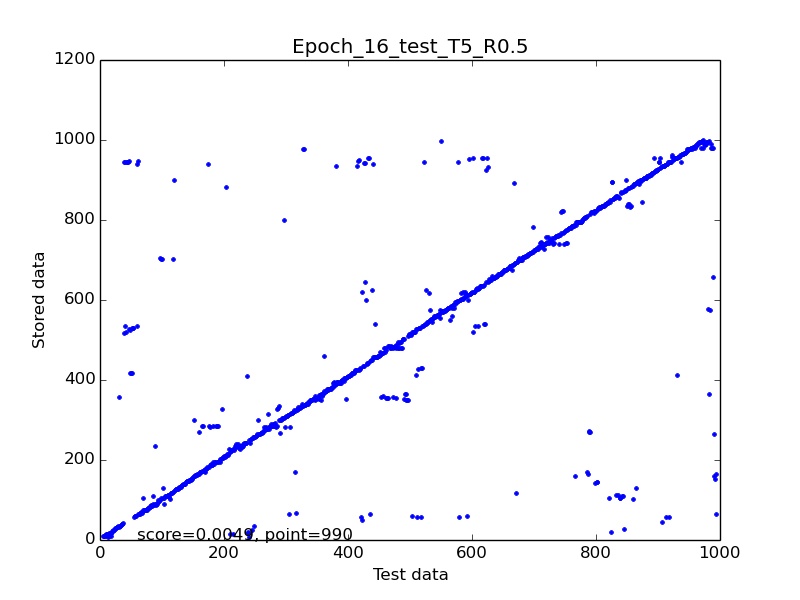 Epoch_16_test_T5_R0.5
1200
1000
800
600
400
200
0
Stored data
score=0.0049, point=990
0 200 400 600 800 1000
Test data